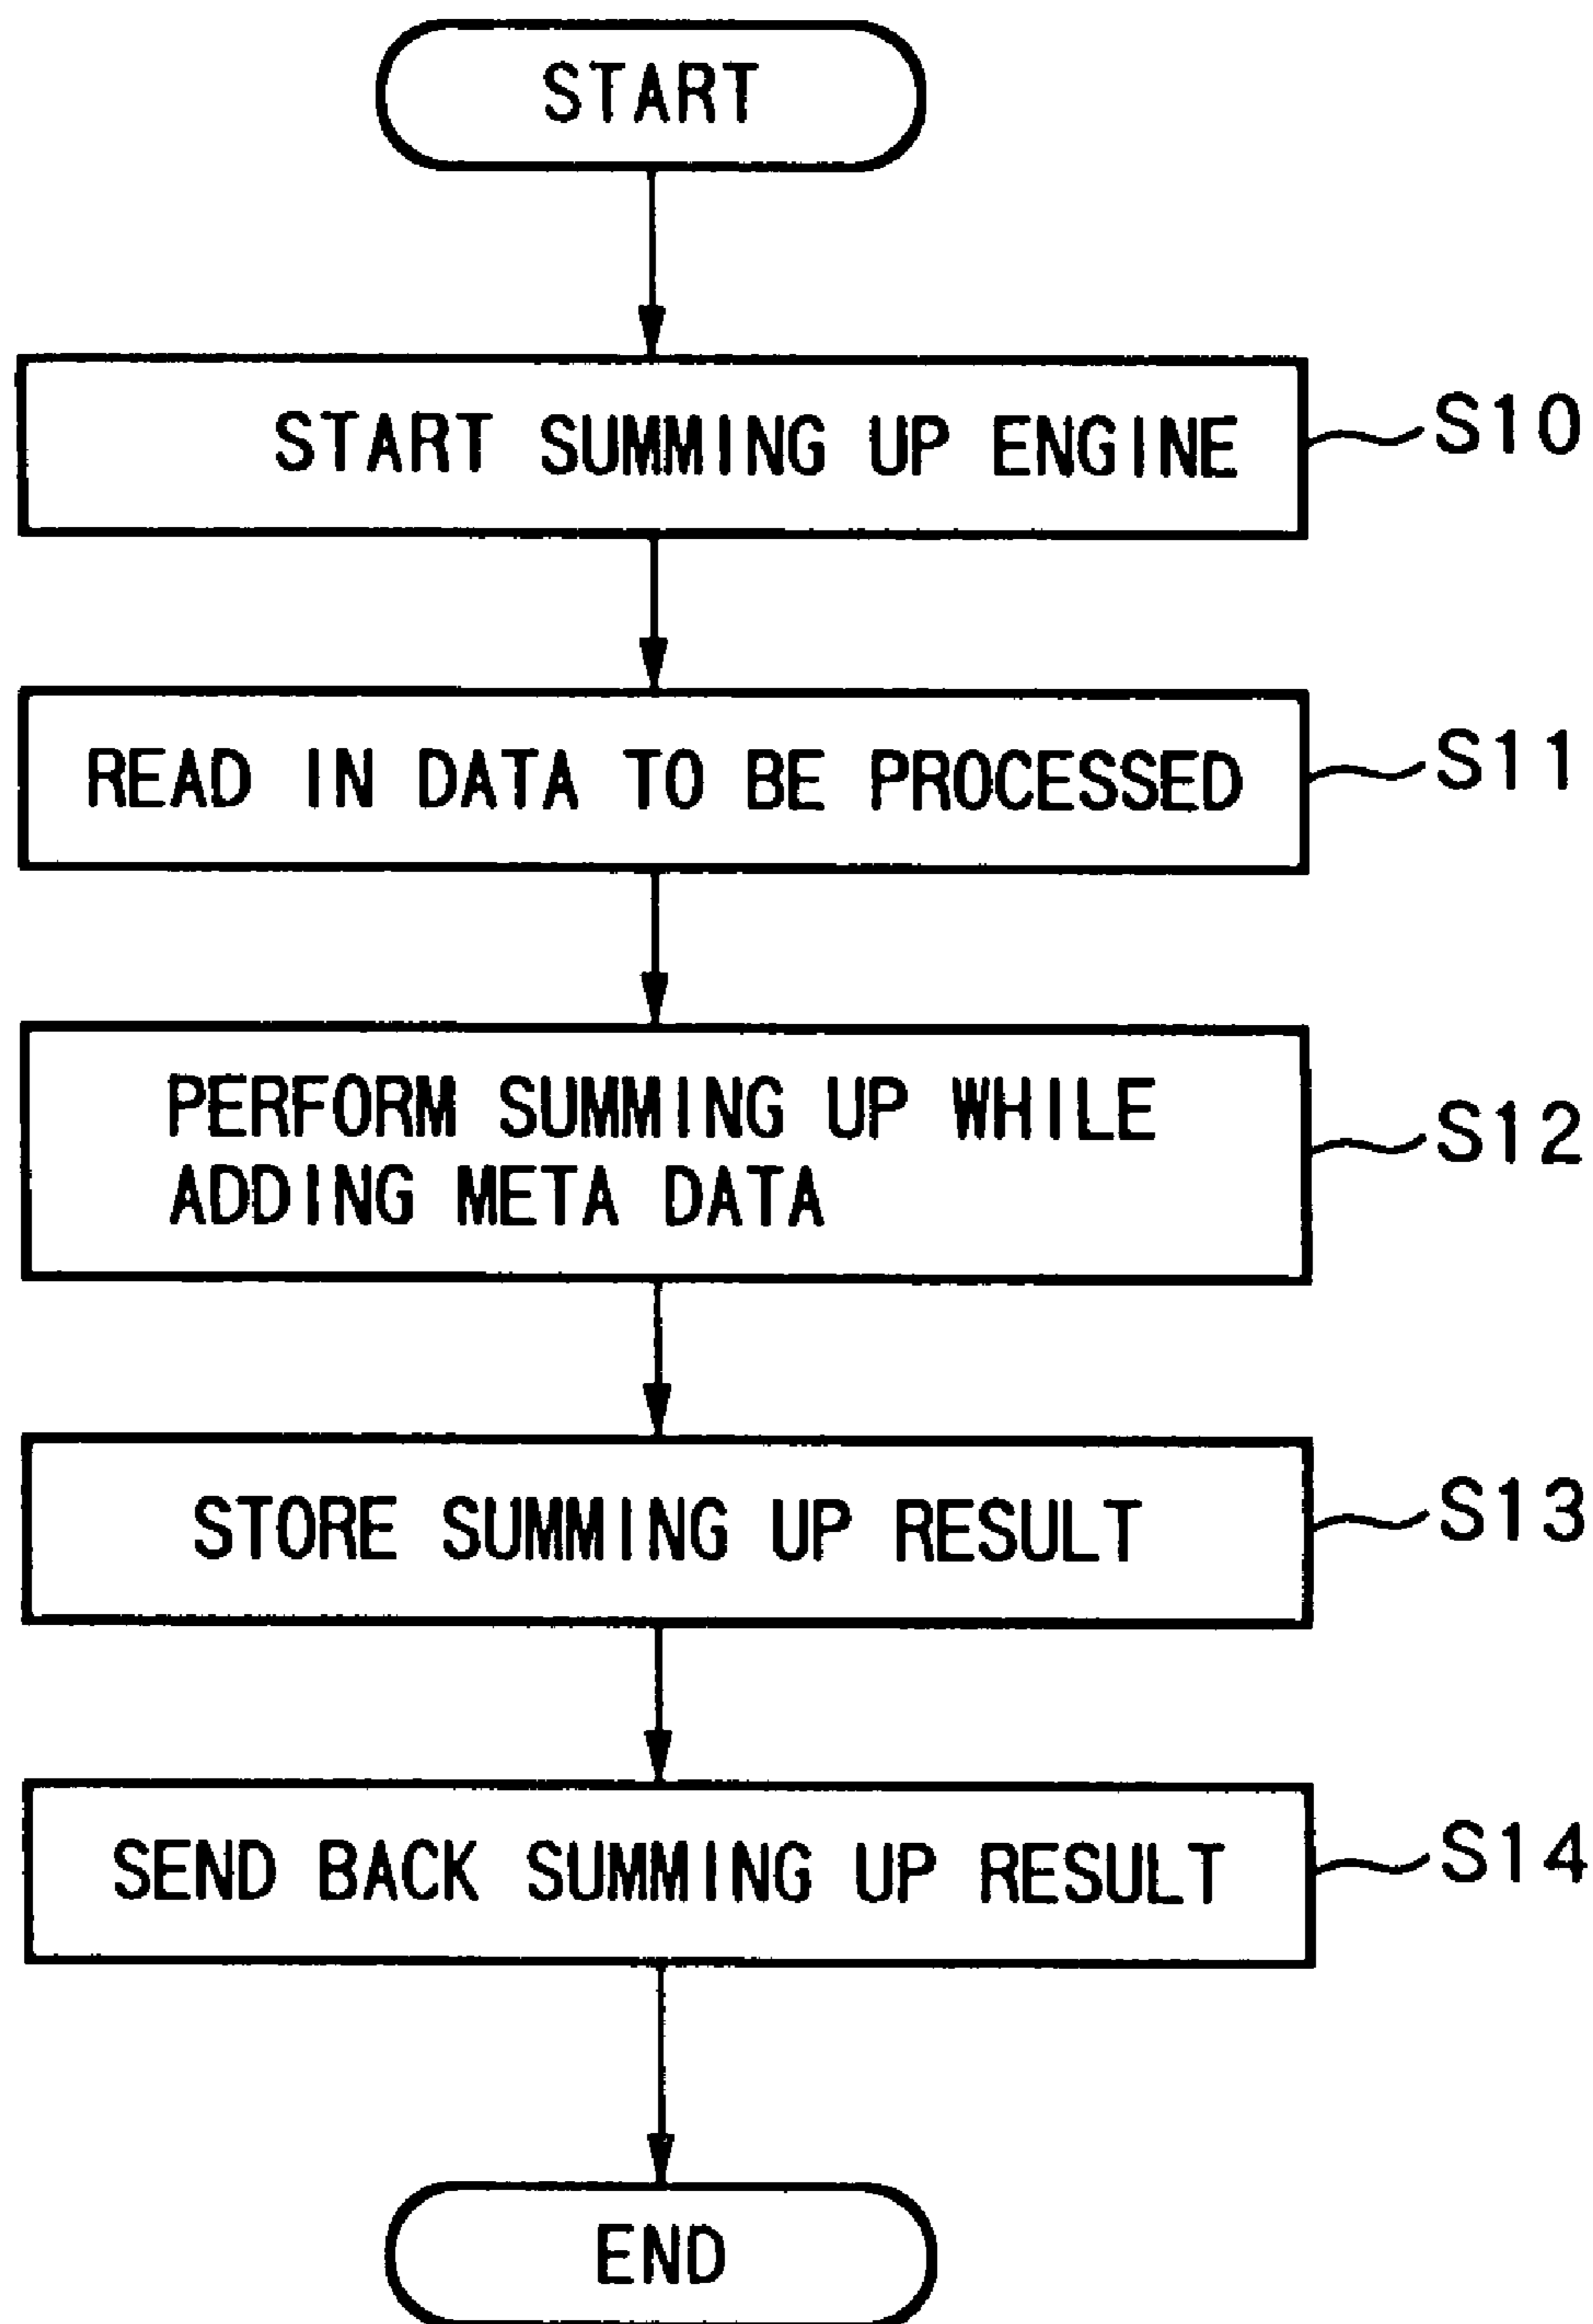 START
START SUMMING UP ENGINE
S10
READ IN DATA TO BE PROCESSED
S11
PERFORM SUMMING UP WHILE
ADDING META DATA
S12
STORE SUMMING UP RESULT
S13
SEND BACK SUMMING UP RESULT
S14
END